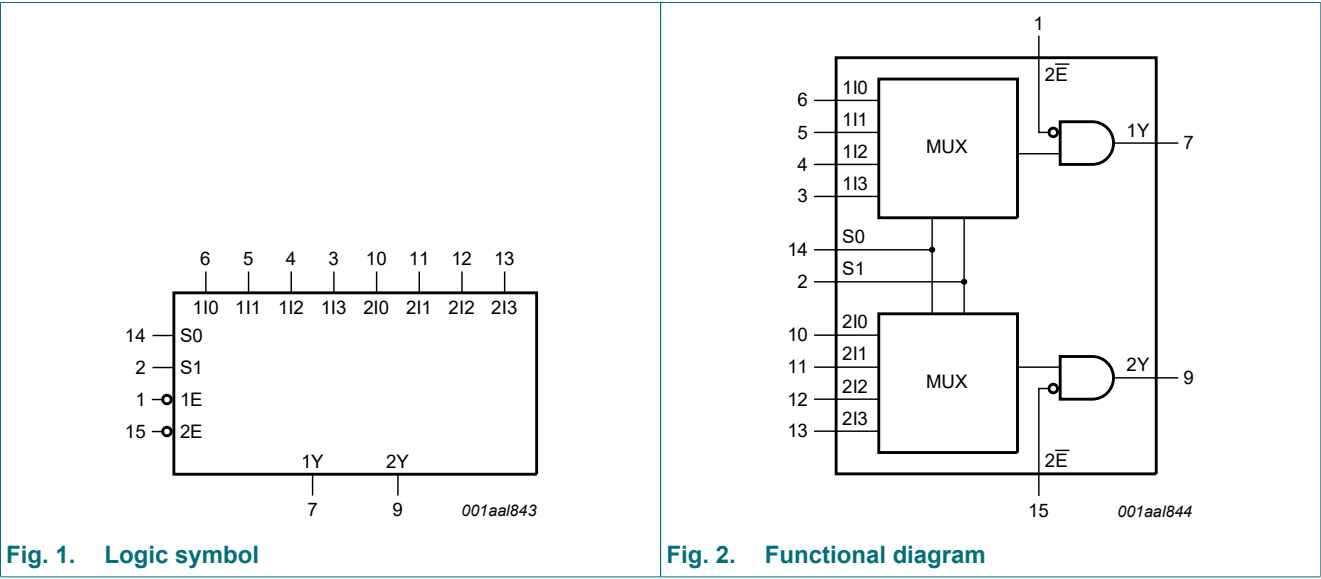 6 5 4 3 10 11 12 13
1I0 1I1 1I2 1I3 2I0 2I1 2I2 2I3
14 S0
2 S1
1 1E
15 2E
1Y 2Y
7 9 001aal843
Fig. 1. Logic symbol
1
2E̅
6 1I0
5 1I1
4 1I2
3 1I3
MUX
1Y 7
14 S0
2 S1
10 2I0
11 2I1
12 2I2
13 2I3
MUX
2Y 9
2E̅
15 001aal844
Fig. 2. Functional diagram